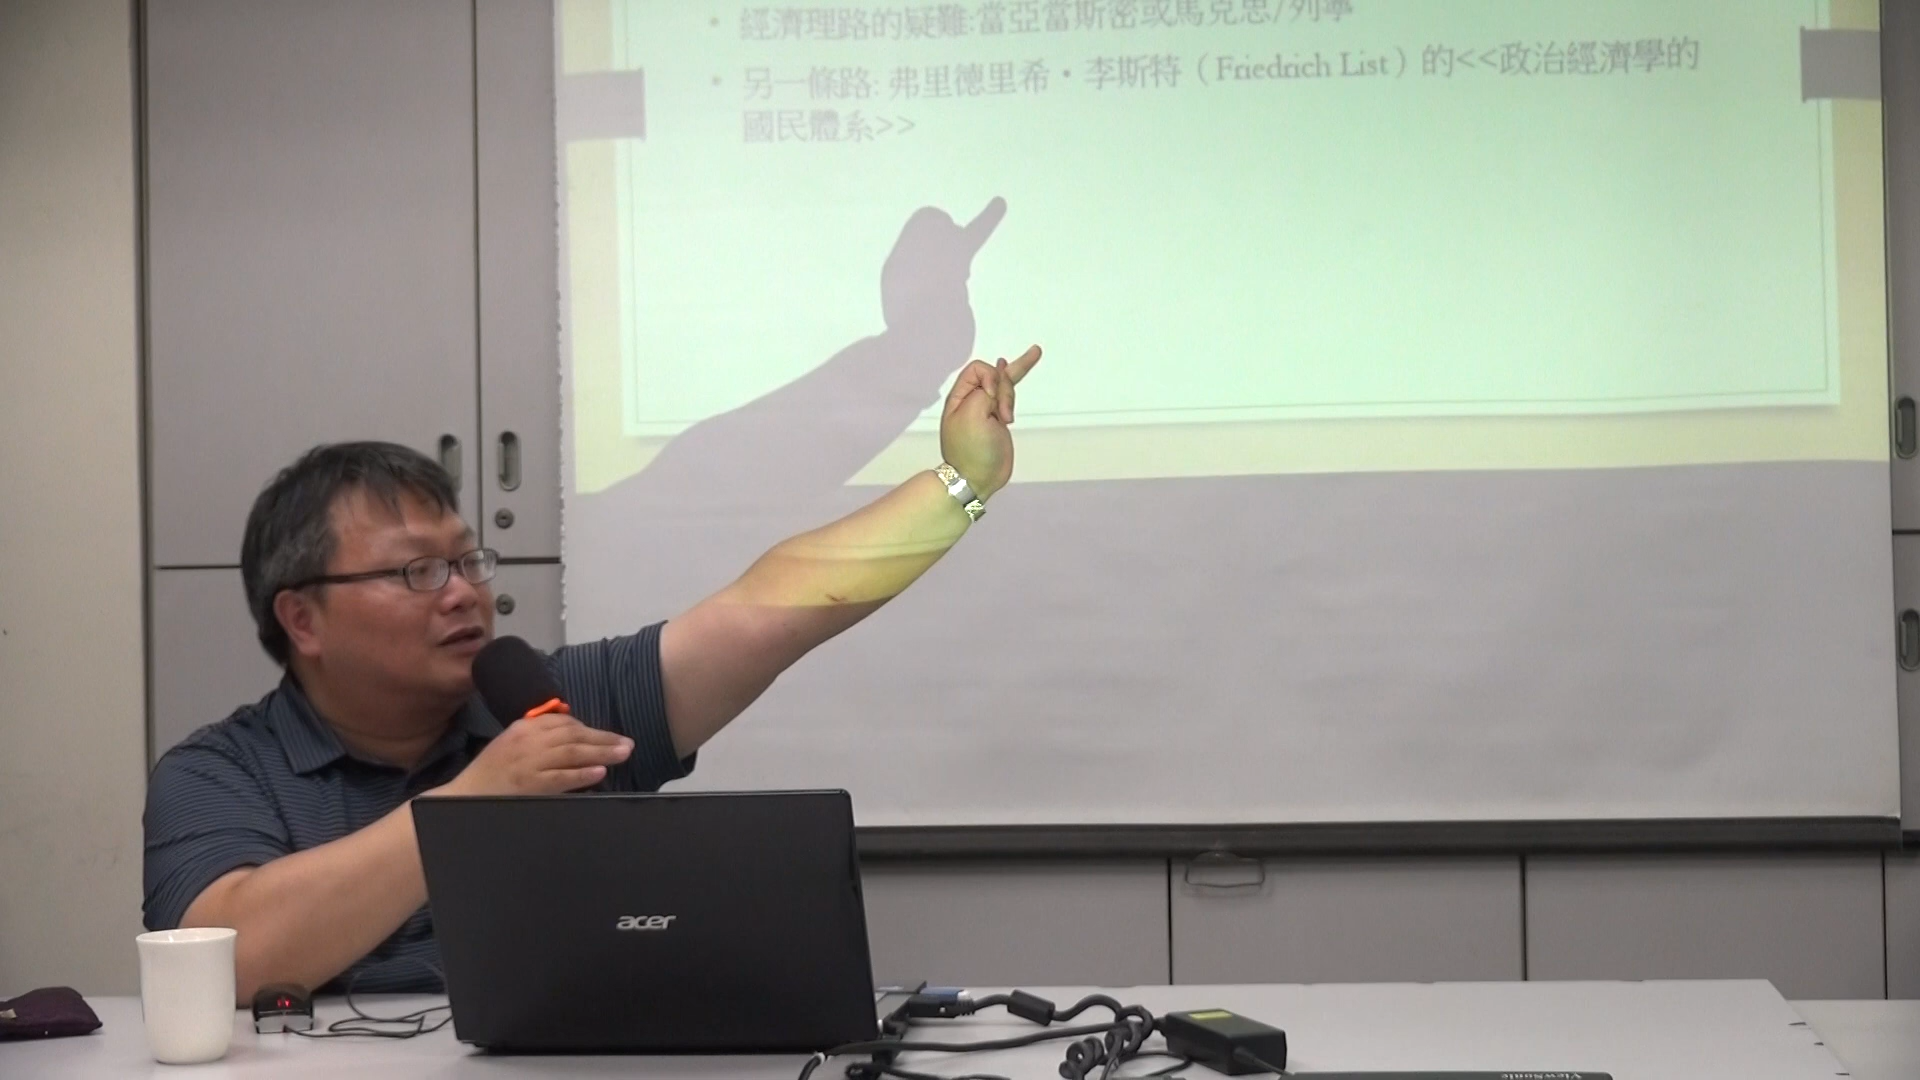 • 經濟理路的疑難:當亞當斯密或馬克思/列寧
• 另一條路: 弗里德里希・李斯特（Friedrich List）的<<政治經濟學的
國民體系>>
acer
ViewSonic